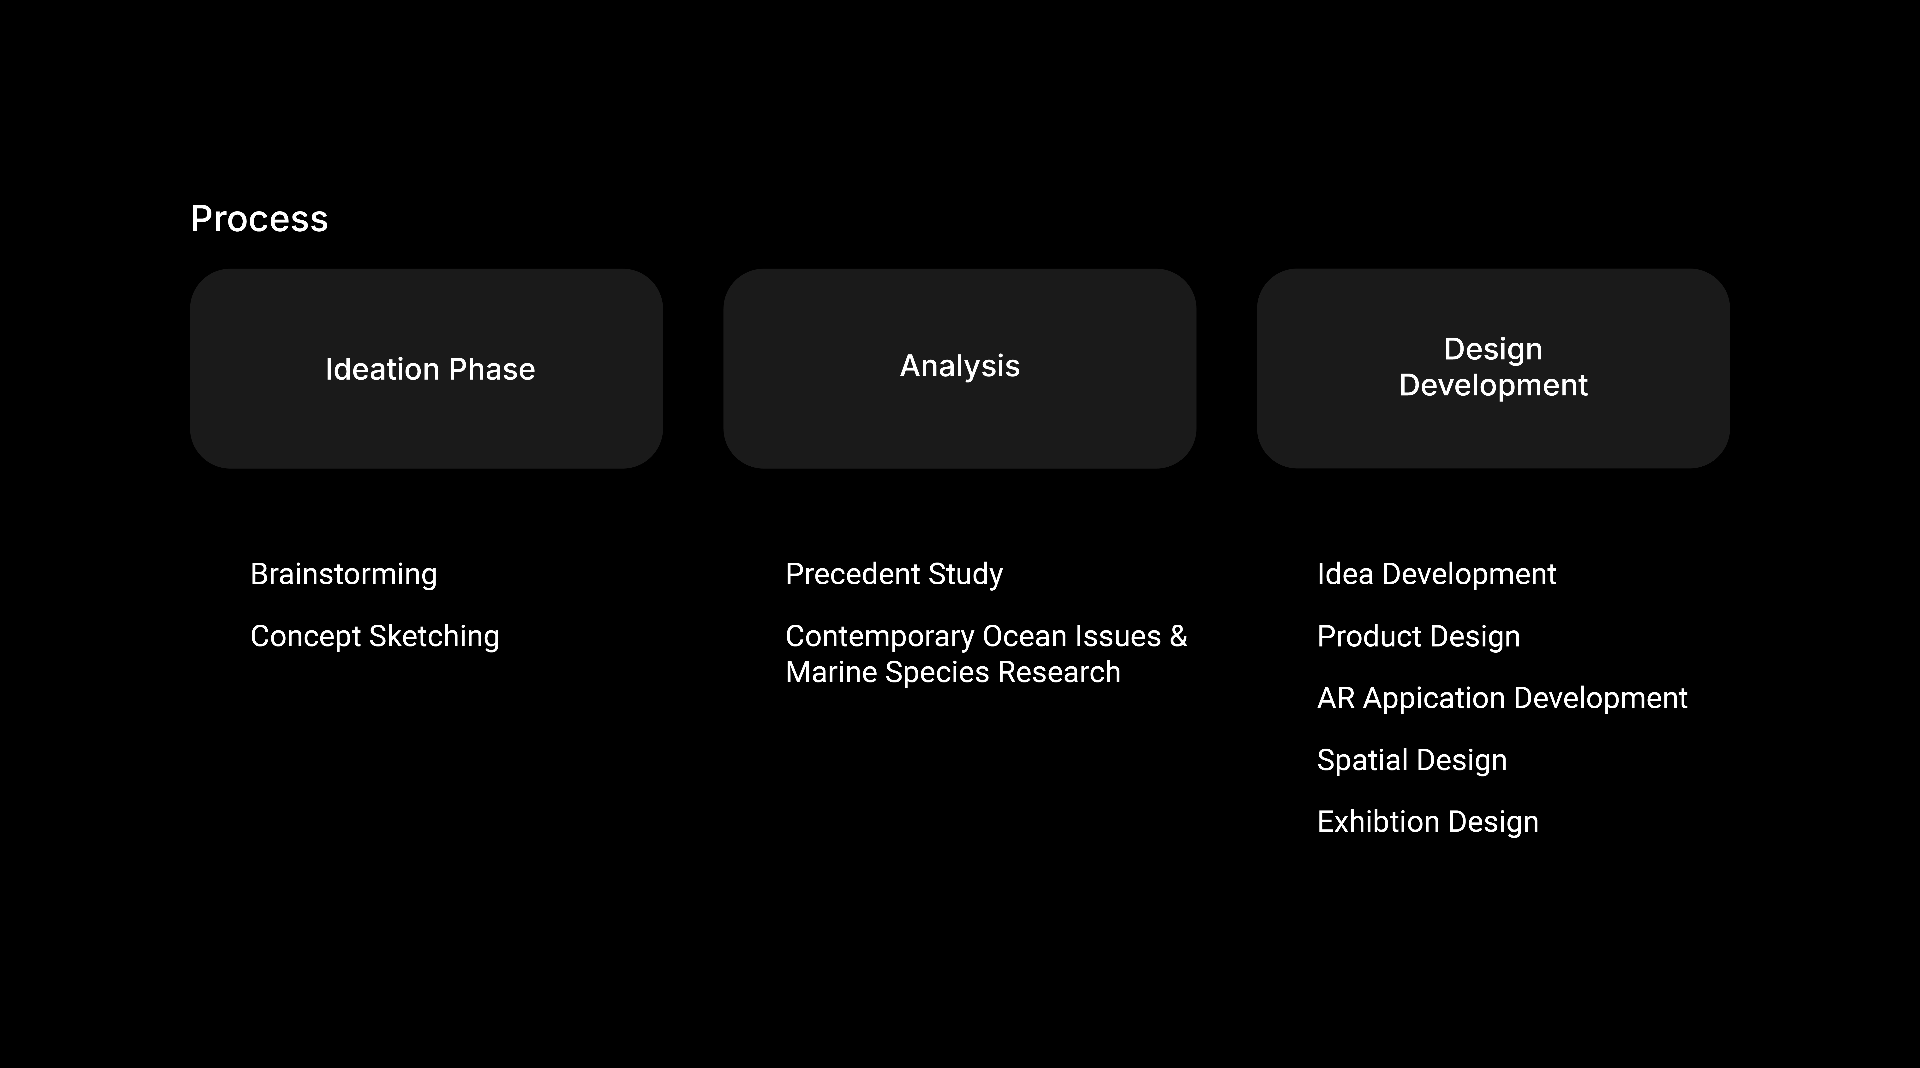 Process
Ideation Phase
Brainstorming
Concept Sketching
Analysis
Precedent Study
Contemporary Ocean Issues &
Marine Species Research
Design
Development
Idea Development
Product Design
AR Appication Development
Spatial Design
Exhibtion Design